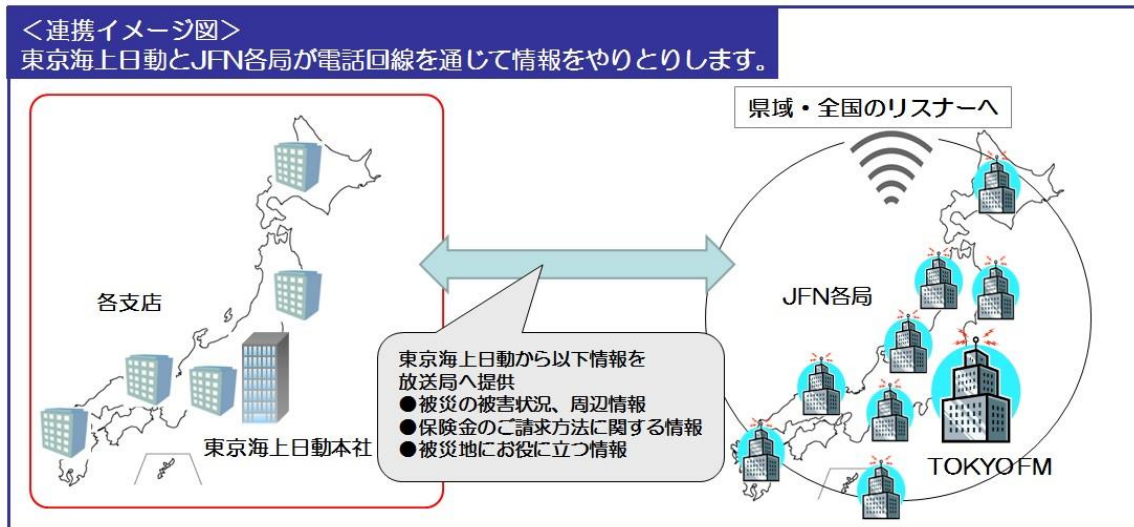 ＜連携イメージ図＞
東京海上日動とJFN各局が電話回線を通じて情報をやりとりします。
県域・全国のリスナーへ
各支店
東京海上日動本社
東京海上日動から以下情報を
放送局へ提供
●被災の被害状況、周辺情報
●保険金のご請求方法に関する情報
●被災地にお役に立つ情報
JFN各局
TOKYO FM